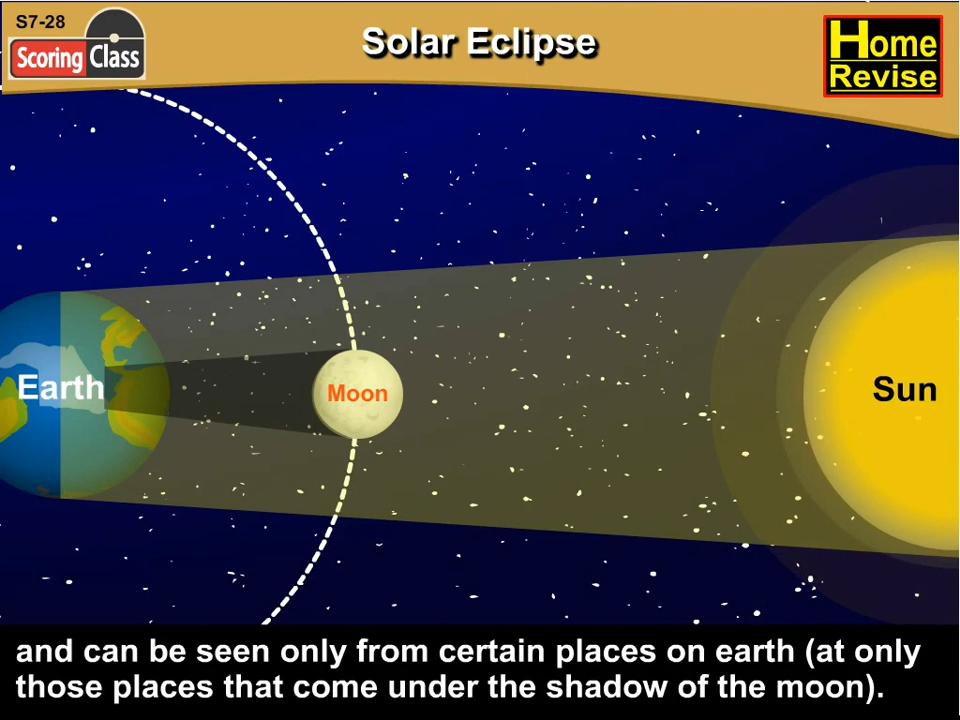 S7-28
Scoring Class
Solar Eclipse
Home
Revise
Earth
Moon
Sun
and can be seen only from certain places on earth (at only
those places that come under the shadow of the moon).